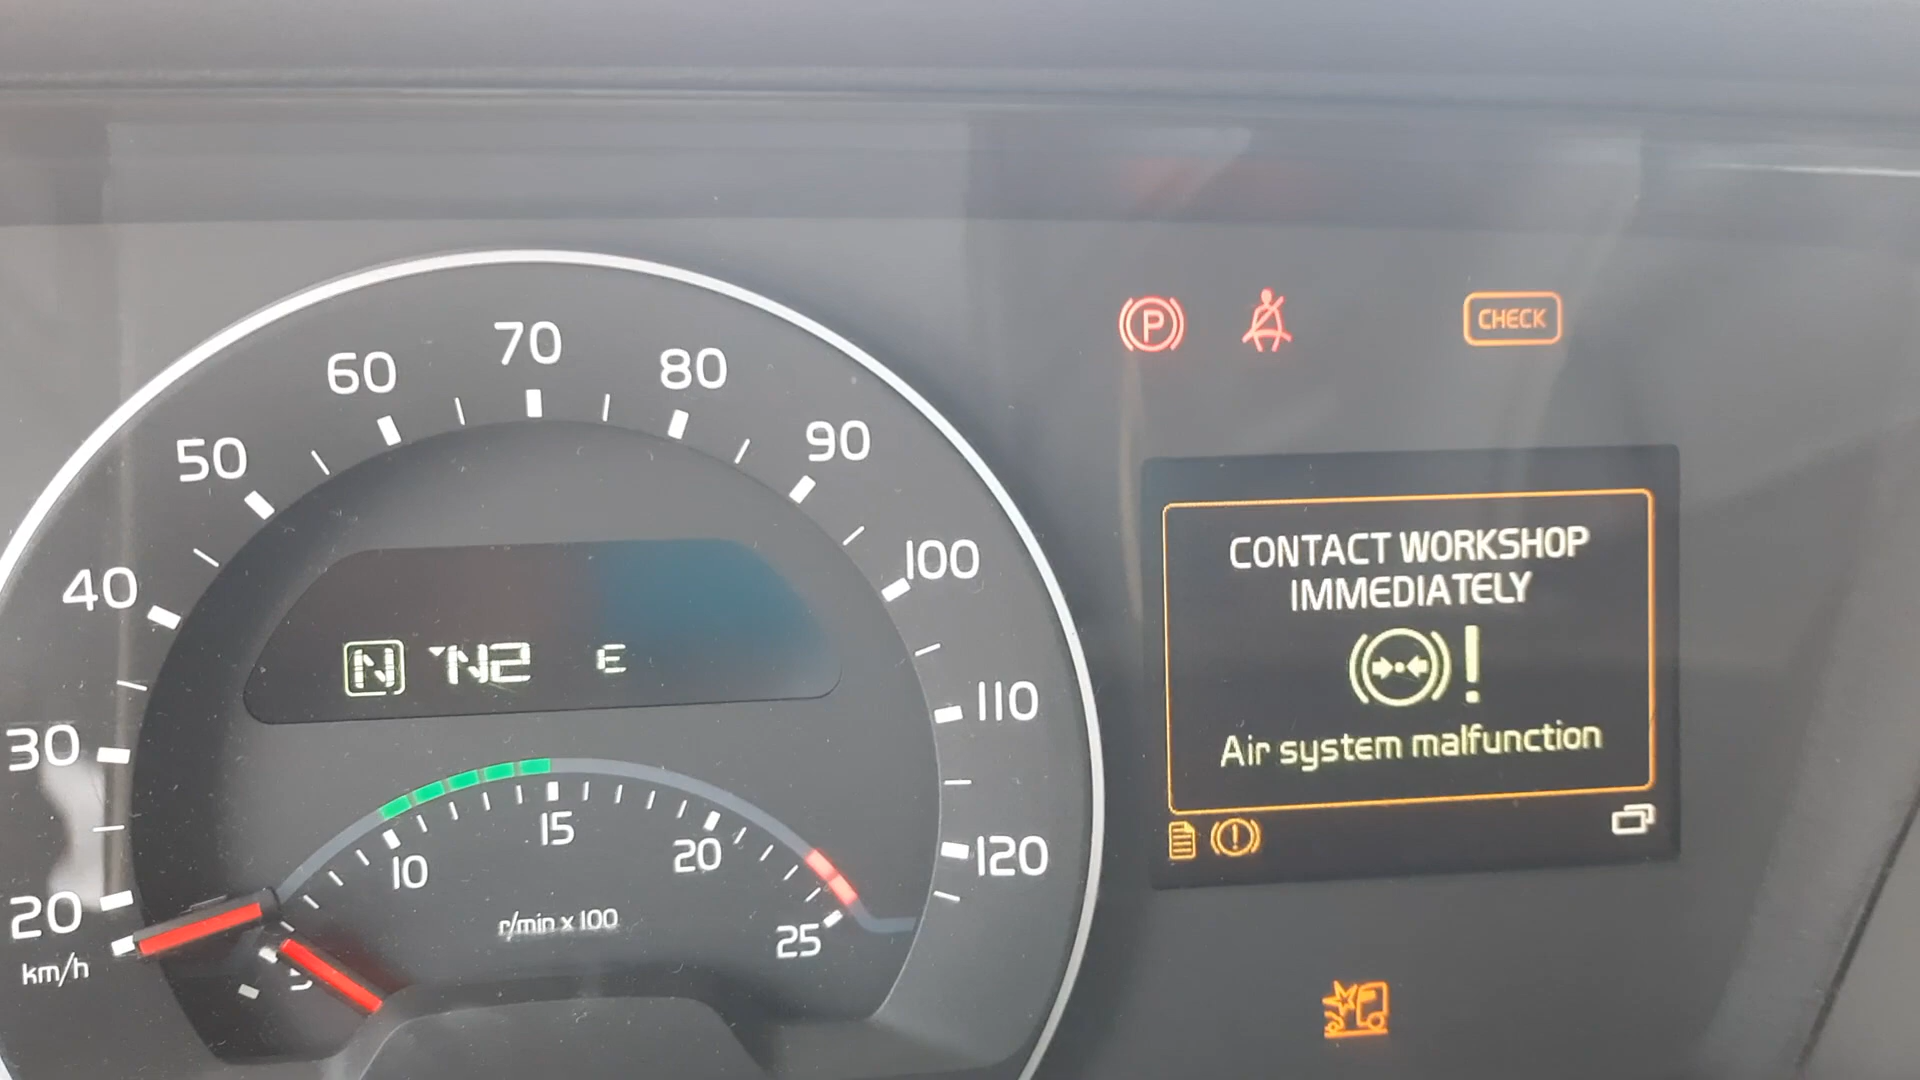 70
60
80
50
90
40
100
N N2 E
110
30
15
10
20
120
20
r/min x 100
25
km/h
5
P
CHECK
CONTACT WORKSHOP
IMMEDIATELY
!
Air system malfunction
!